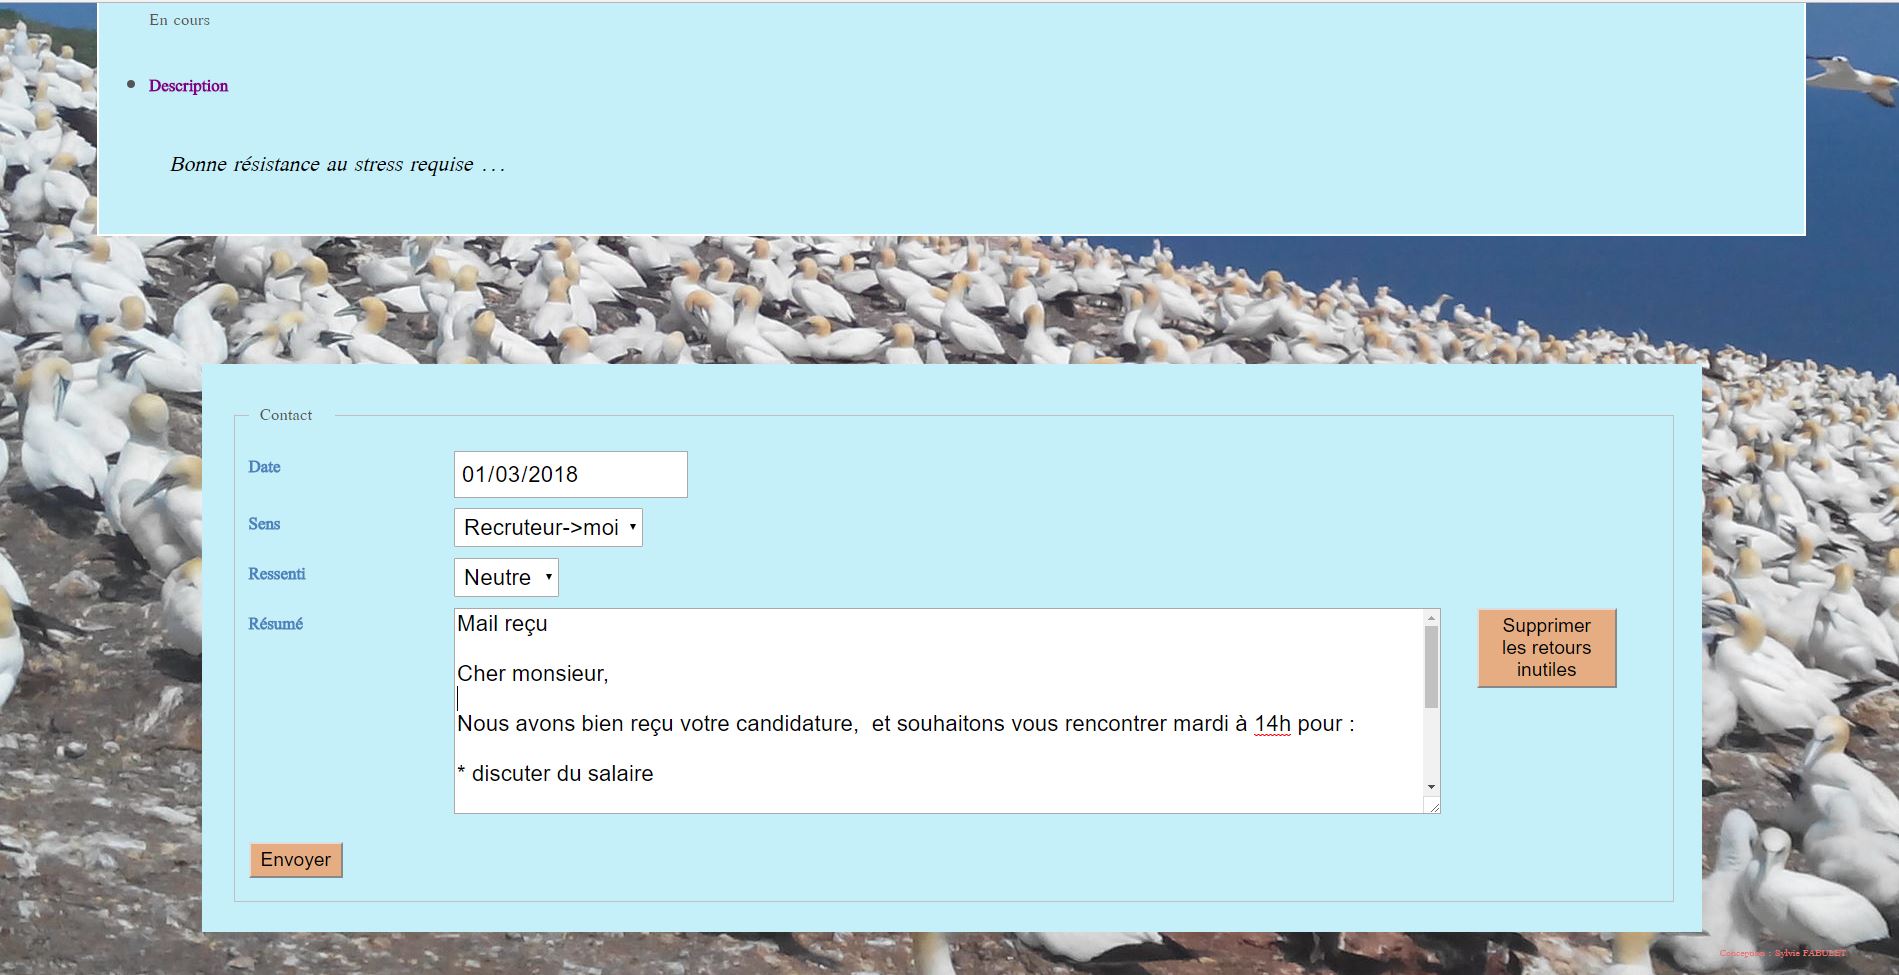 En cours
Description
Bonne résistance au stress requise ...
Contact
Date
01/03/2018
Sens
Recruteur->moi
Ressenti
Neutre
Résumé
Mail reçu
Cher monsieur,
Nous avons bien reçu votre candidature,  et souhaitons vous rencontrer mardi à 14h pour :
* discuter du salaire
Supprimer
les retours
inutiles
Envoyer
Conception : Sylvie FABULET